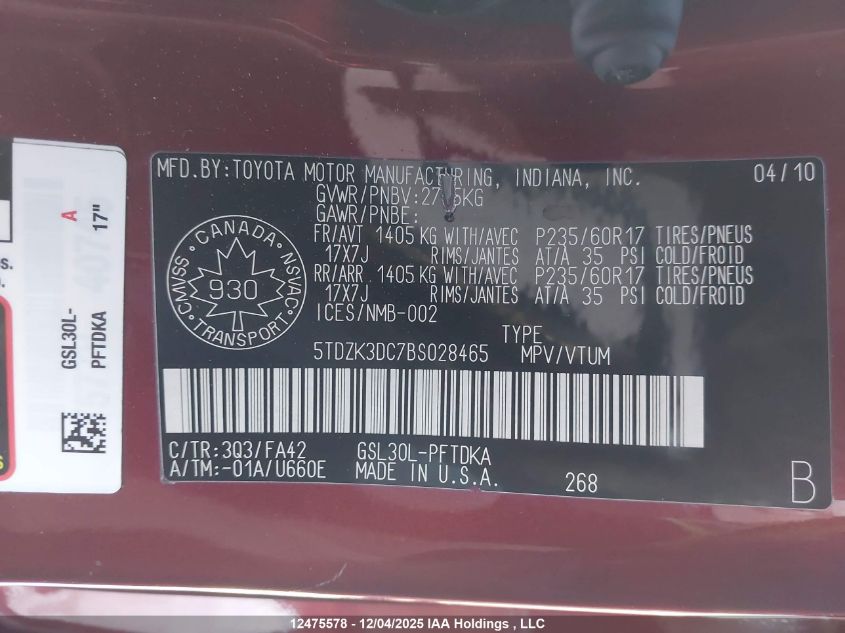 MFD.BY:TOYOTA MOTOR MANUFACTURING, INDIANA, INC. 04/10
GVWR/PNBV:
GAWR/PNBE:
FR/AVT 1405 KG WITH/AVEC P235/60R17 TIRES/PNEUS
17X7J RIMS/JANTES AT/A 35 PSI COLD/FROID
RR/ARR 1405 KG WITH/AVEC P235/60R17 TIRES/PNEUS
17X7J RIMS/JANTES AT/A 35 PSI COLD/FROID
ICES/NMB-002
TYPE
5TDZK3DC7BS028465 MPV/VTUM
CANADA
CMVSS 930 NSVAC
TRANSPORT
C/TR:3Q3/FA42 GSL30L-PFTDKA
A/TM:-01A/U660E MADE IN U.S.A. 268
B
A
17"
GSL30L-
PFTDKA
12475578 - 12/04/2025 IAA Holdings , LLC